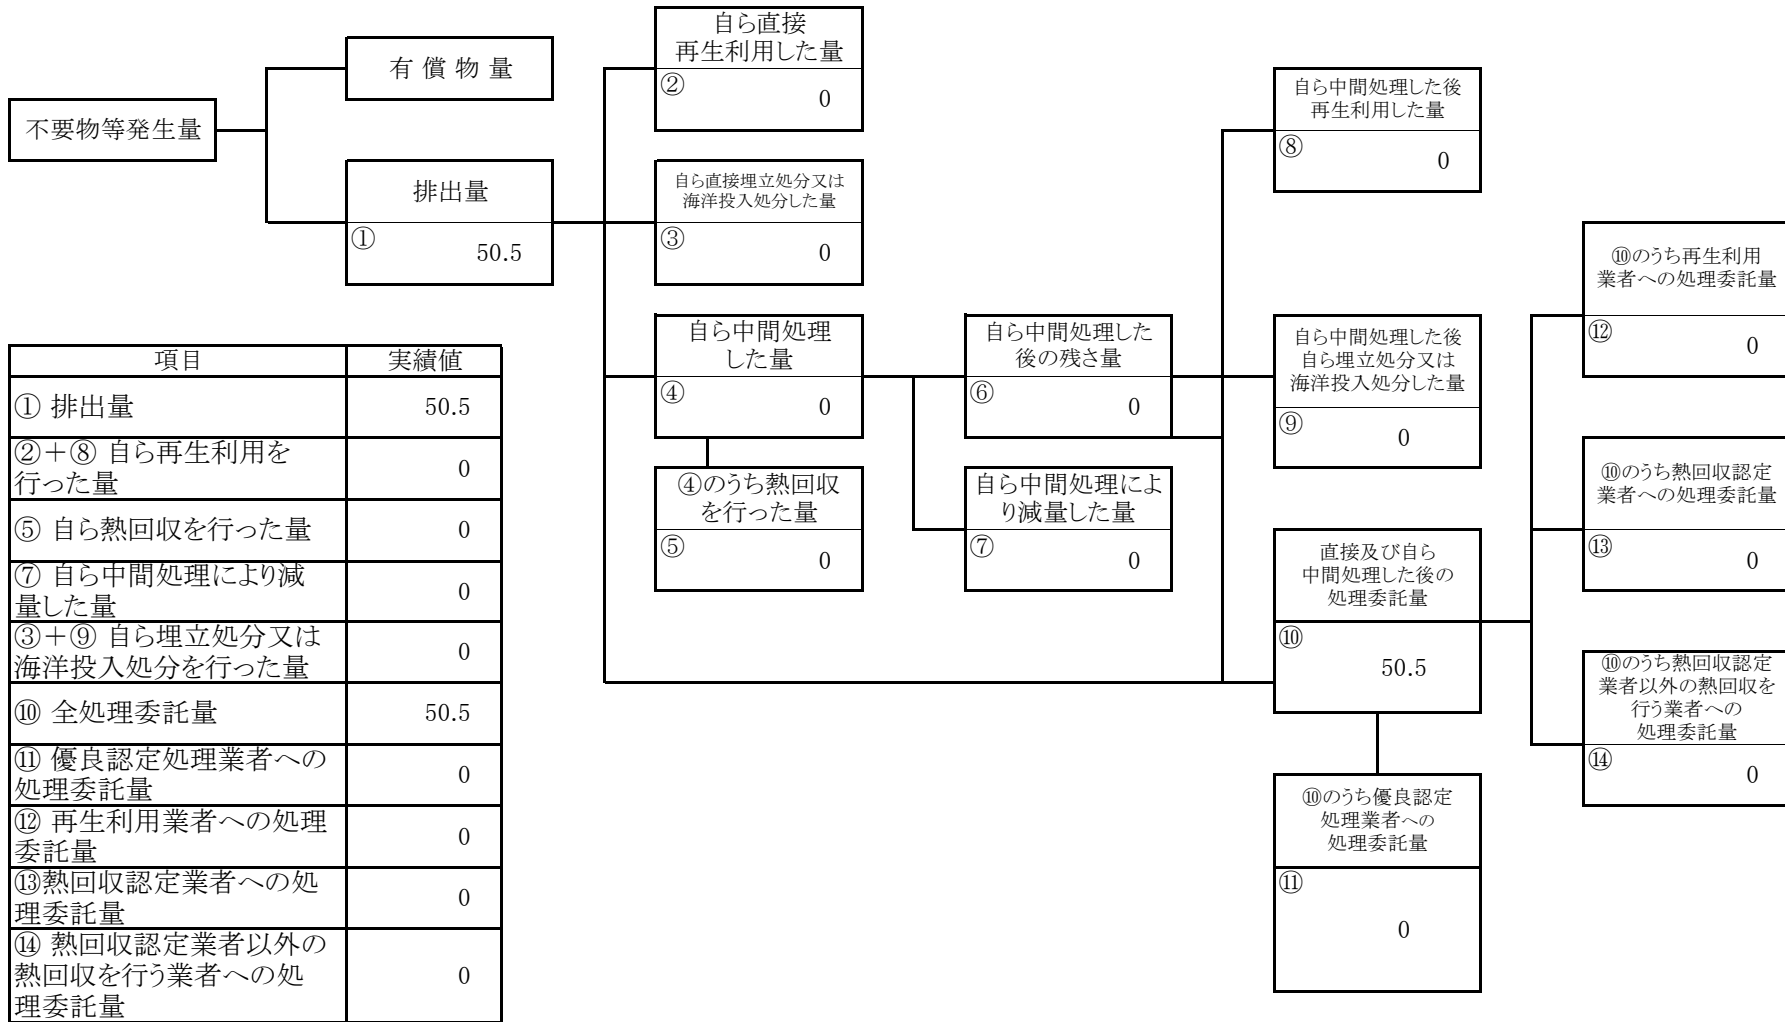 不要物等発生量
有 償 物 量
排出量
①
50.5
自ら直接
再生利用した量
②
0
自ら直接埋立処分又は
海洋投入処分した量
③
0
自ら中間処理
した量
④
0
④のうち熱回収
を行った量
⑤
0
自ら中間処理した
後の残さ量
⑥
0
自ら中間処理によ
り減量した量
⑦
0
自ら中間処理した後
再生利用した量
⑧
0
自ら中間処理した後
自ら埋立処分又は
海洋投入処分した量
⑨
0
直接及び自ら
中間処理した後の
処理委託量
⑩
50.5
⑩のうち優良認定
処理業者への
処理委託量
⑪
0
⑩のうち再生利用
業者への処理委託量
⑫
0
⑩のうち熱回収認定
業者への処理委託量
⑬
0
⑩のうち熱回収認定
業者以外の熱回収を
行う業者への
処理委託量
⑭
0
項目 実績値
① 排出量 50.5
②＋⑧ 自ら再生利用を
行った量 0
⑤ 自ら熱回収を行った量 0
⑦ 自ら中間処理により減
量した量 0
③＋⑨ 自ら埋立処分又は
海洋投入処分を行った量 0
⑩ 全処理委託量 50.5
⑪ 優良認定処理業者への
処理委託量 0
⑫ 再生利用業者への処理
委託量 0
⑬熱回収認定業者への処
理委託量 0
⑭ 熱回収認定業者以外の
熱回収を行う業者への処
理委託量 0